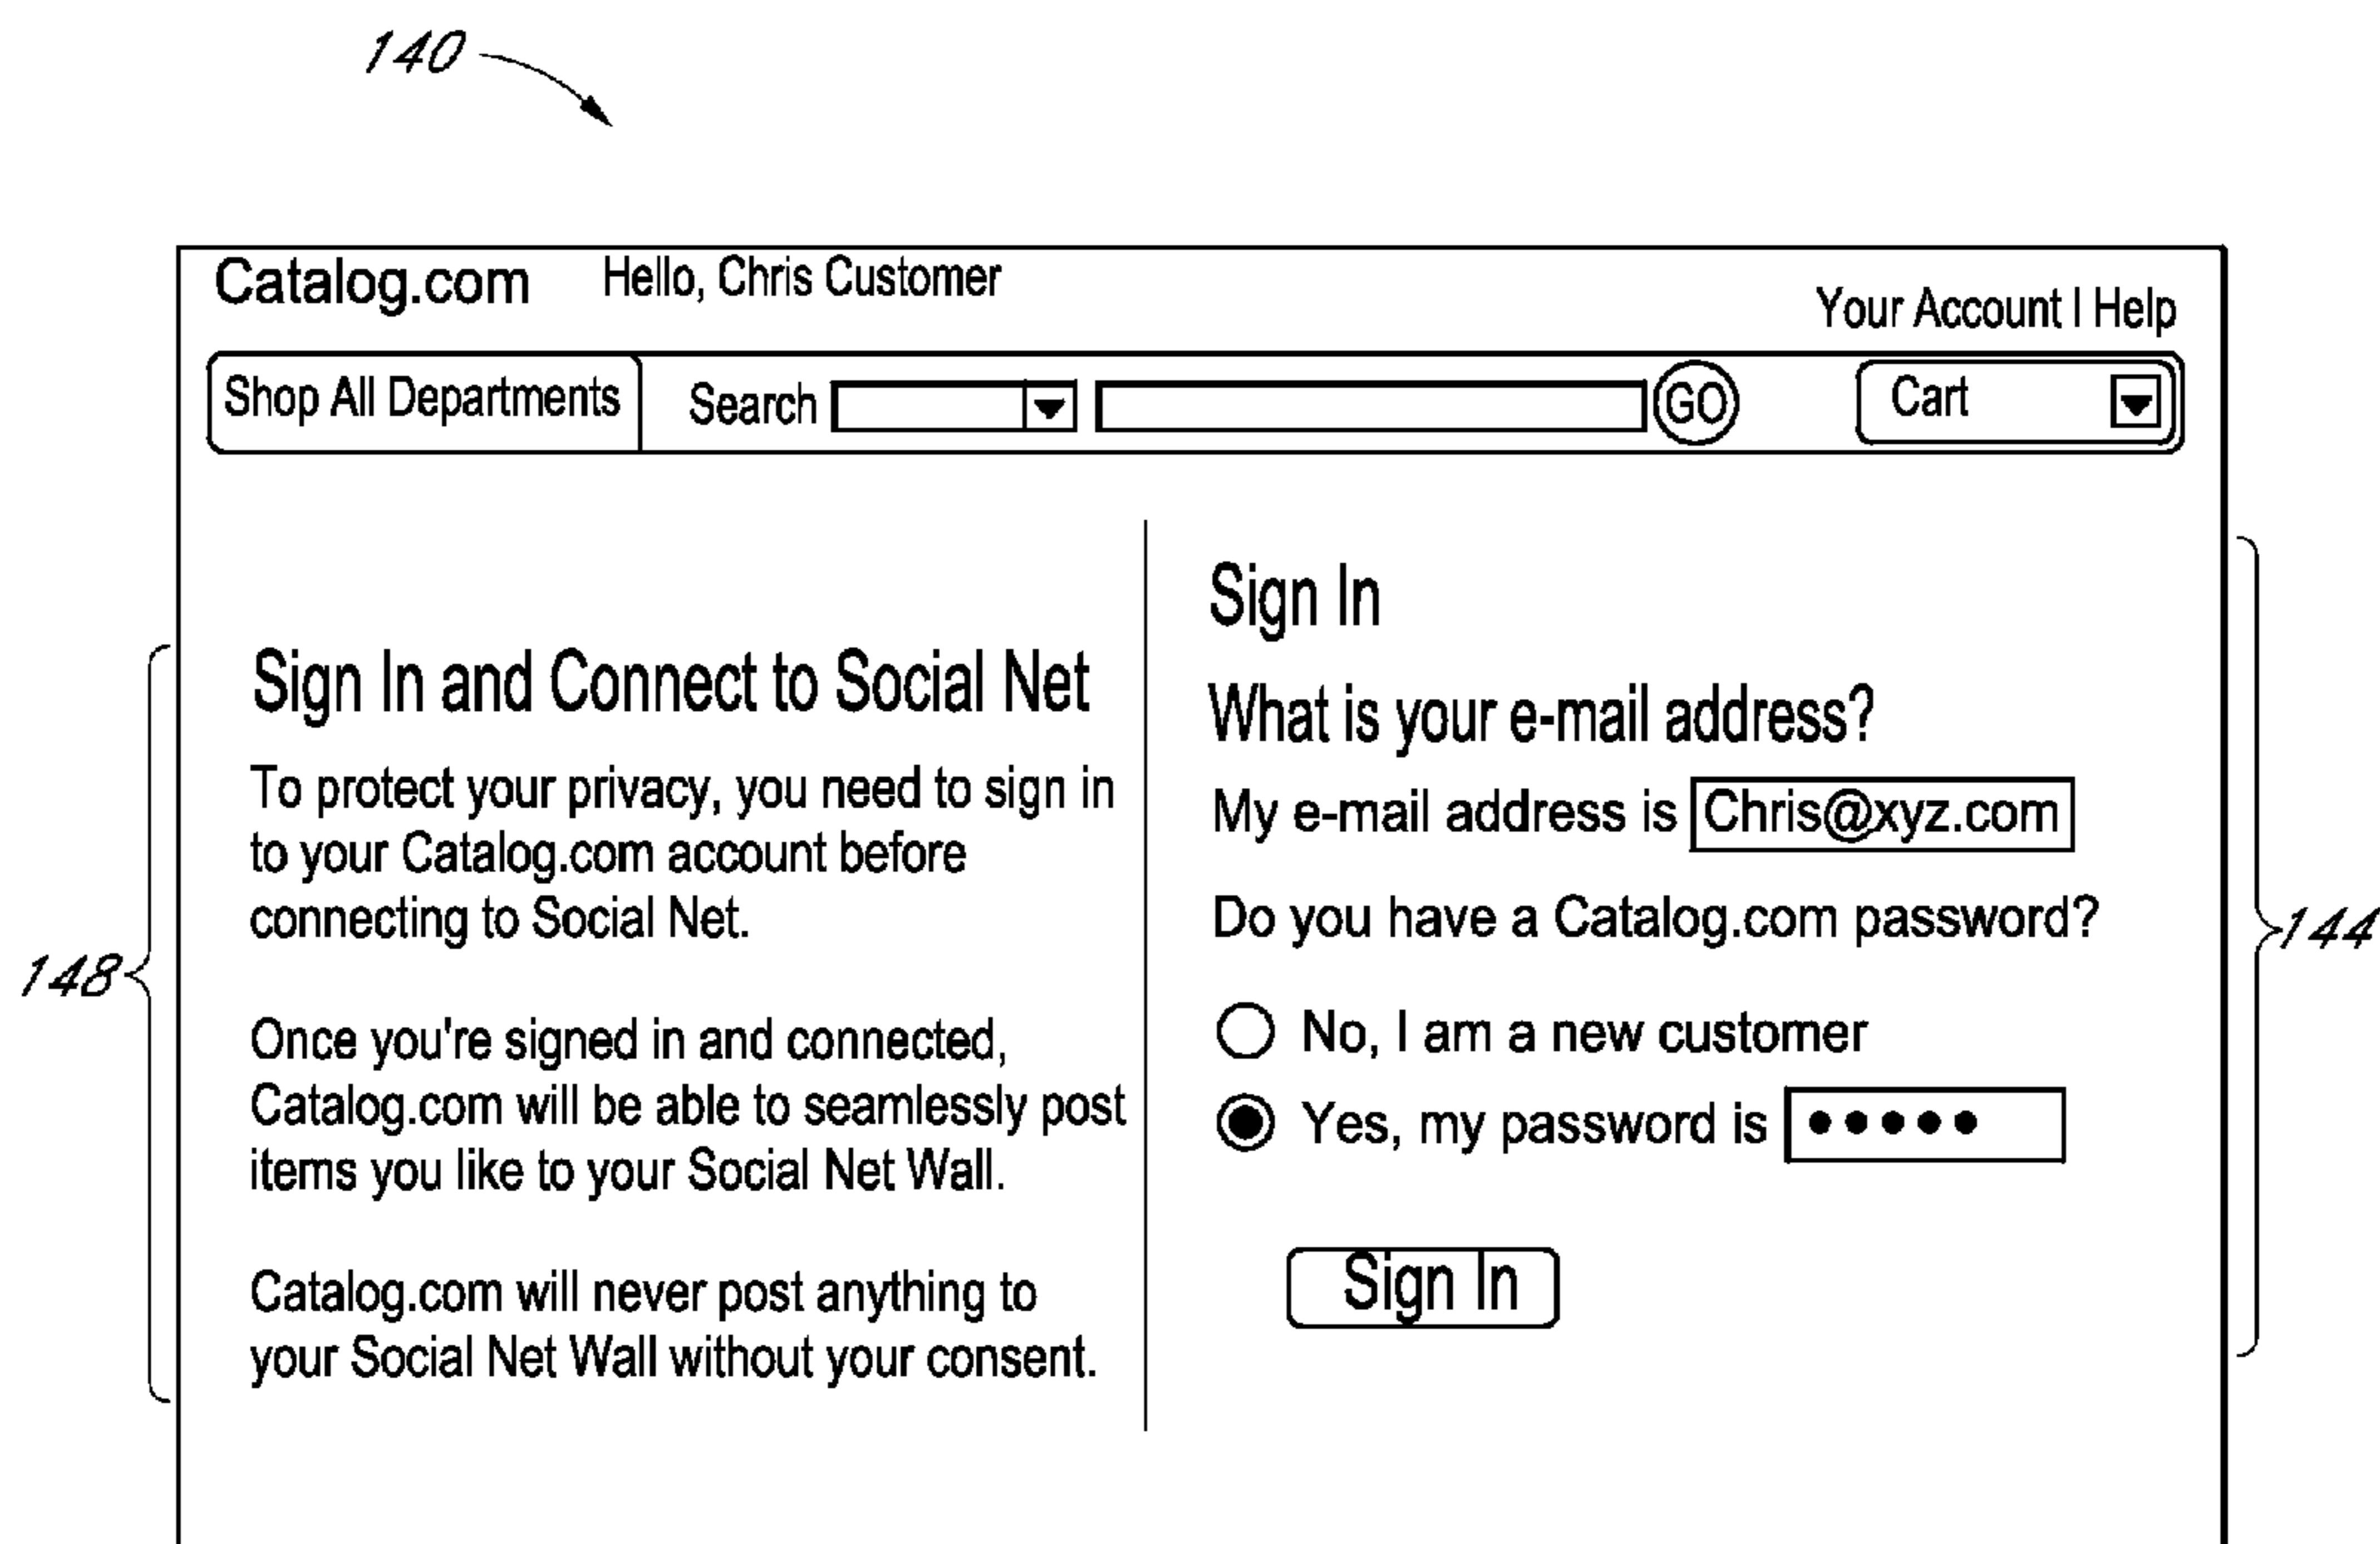 140
Catalog.com Hello, Chris Customer
Your Account | Help
Shop All Departments Search GO Cart
148
Sign In and Connect to Social Net
To protect your privacy, you need to sign in
to your Catalog.com account before
connecting to Social Net.
Once you're signed in and connected,
Catalog.com will be able to seamlessly post
items you like to your Social Net Wall.
Catalog.com will never post anything to
your Social Net Wall without your consent.
Sign In
What is your e-mail address?
My e-mail address is Chris@xyz.com
Do you have a Catalog.com password?
No, I am a new customer
Yes, my password is •••••
Sign In
144